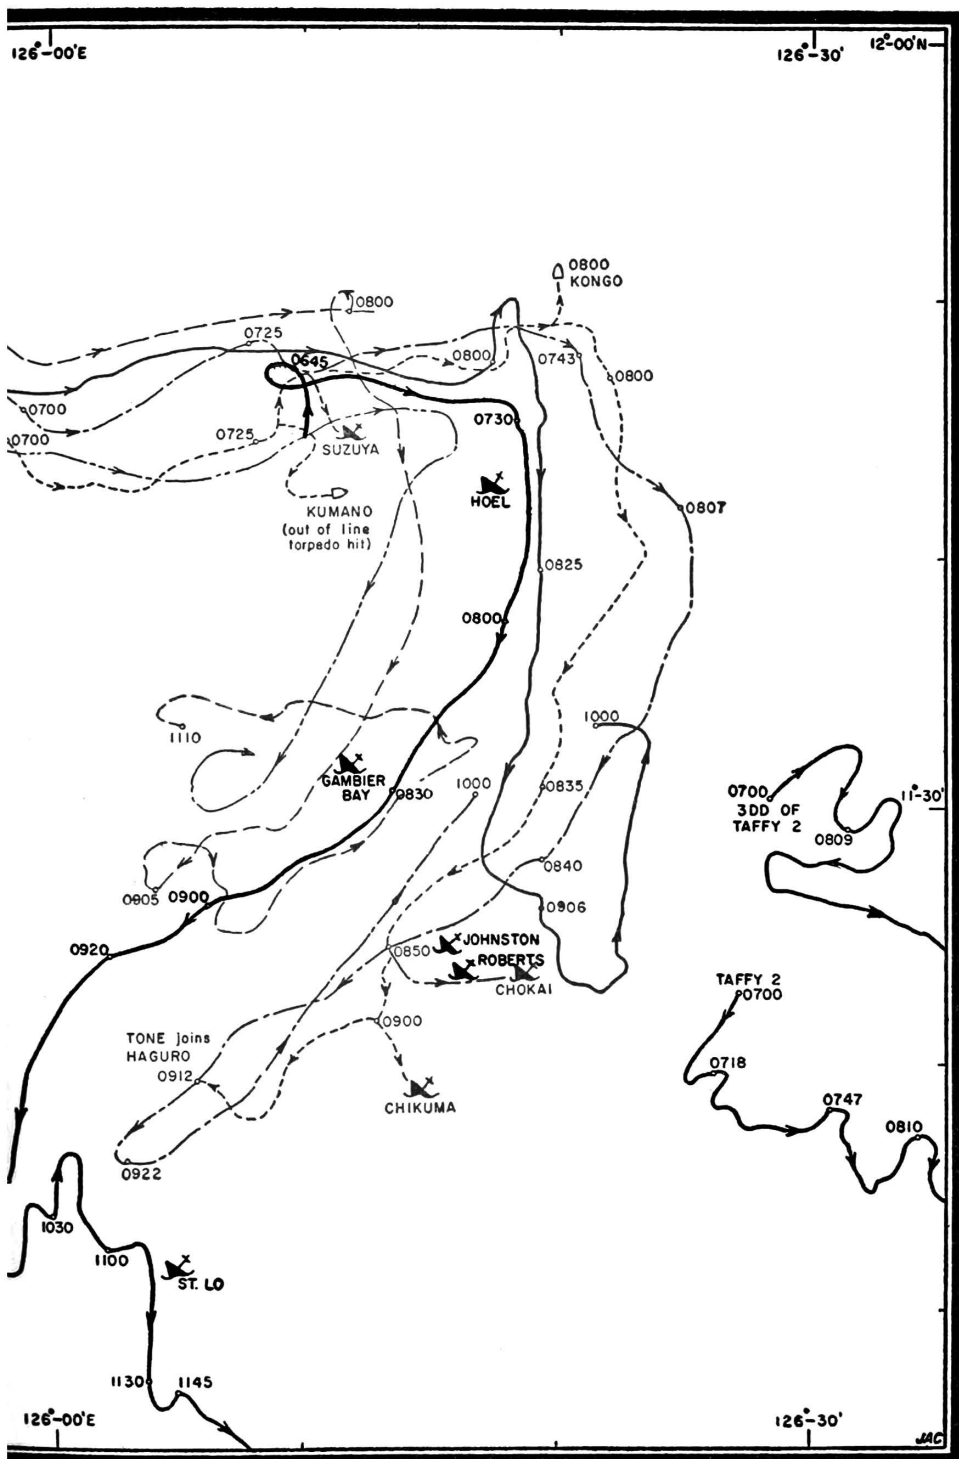 126°-00'E
126°-30'
12°-00'N
0800
KONGO
0800
0725
0645
0800
0743
0800
0700
0700
0725
0730
SUZUYA
HOEL
KUMANO
(out of line
torpedo hit)
0807
0825
0800
1110
1000
GAMBIER
BAY
0830
1000
0835
0700
3DD OF
TAFFY 2
11°-30'
0809
0840
0905
0900
0906
0920
0850
JOHNSTON
ROBERTS
CHOKAI
TAFFY 2
0700
0900
TONE joins
HAGURO
0912
0718
CHIKUMA
0747
0810
0922
1030
1100
ST. LO
1130
1145
126°-00'E
126°-30'
JAC